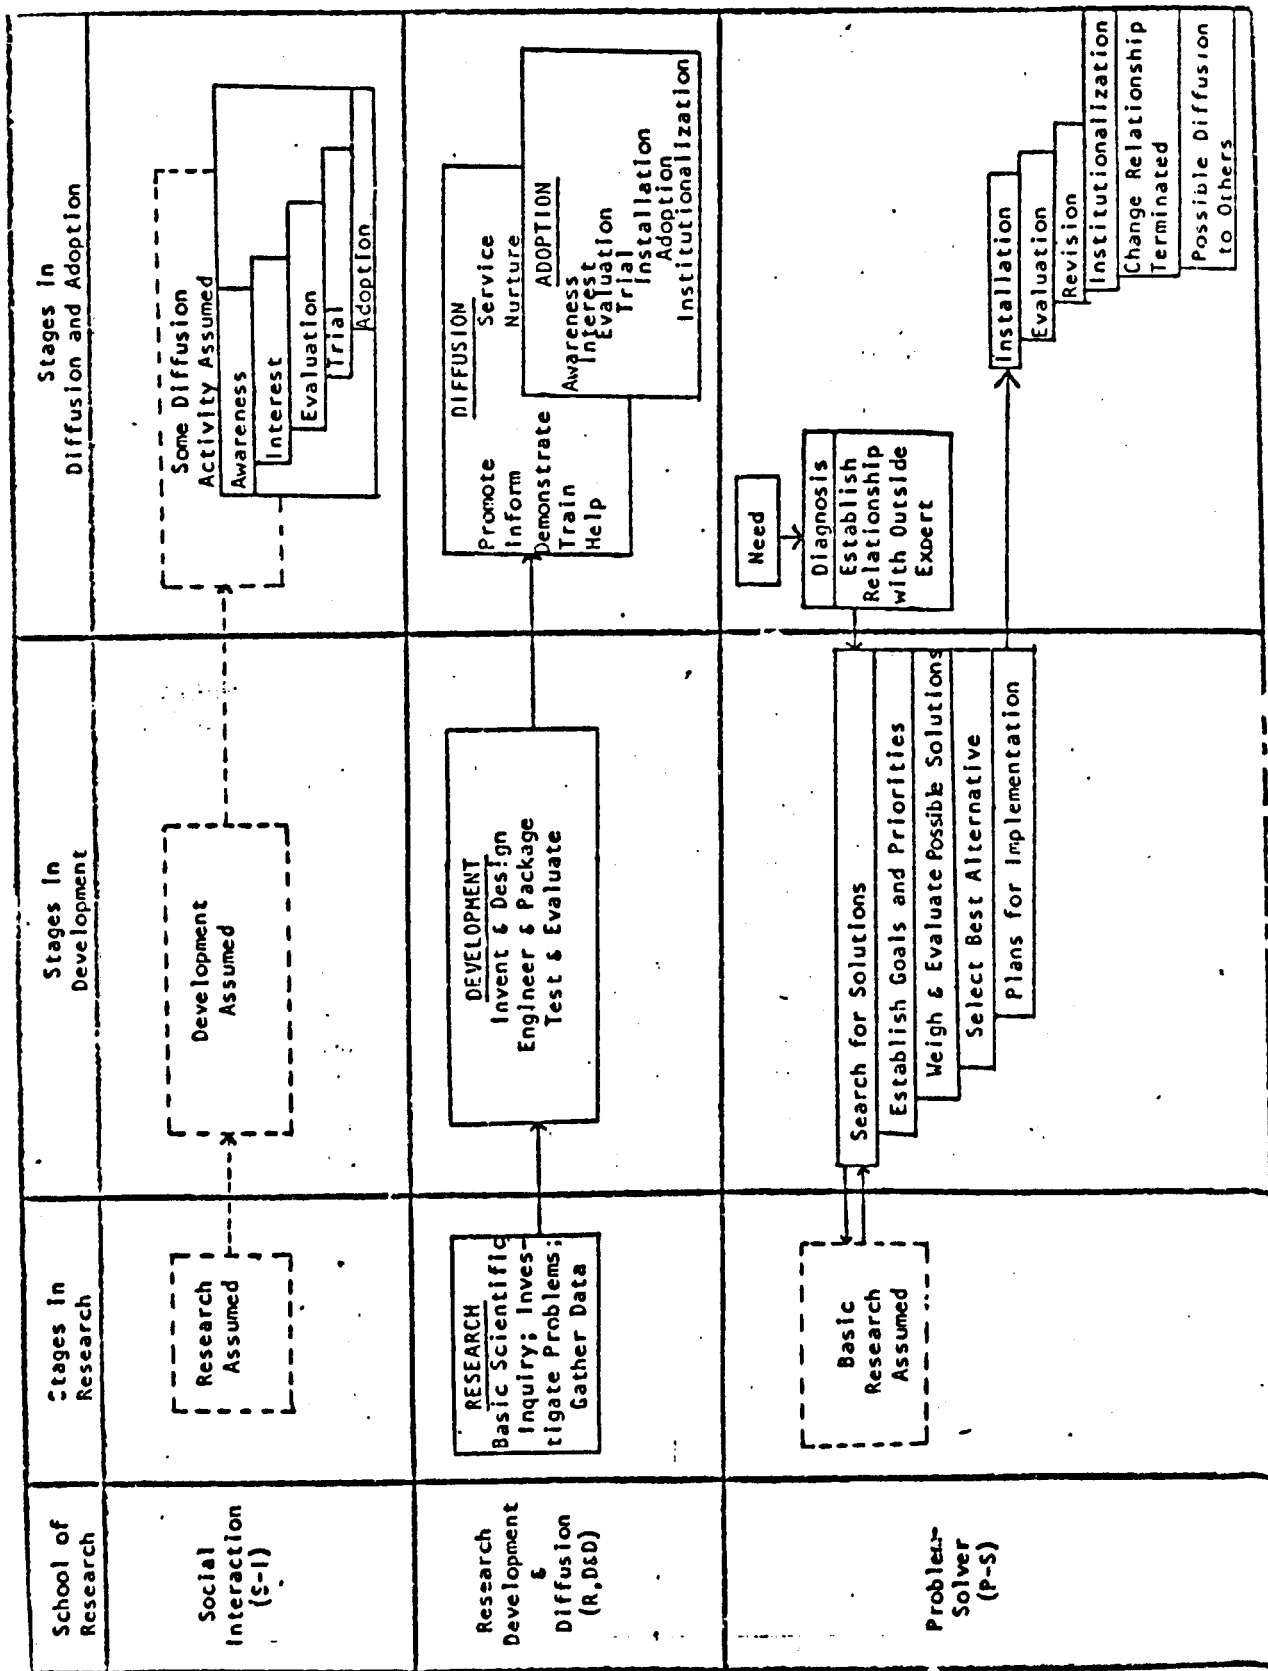 School of
Research
Stages In
Research
Stages In
Development
Stages In
Diffusion and Adoption
Social
Interaction
(S-I)
Research
Assumed
Development
Assumed
Some Diffusion
Activity Assumed
Awareness
Interest
Evaluation
Trial
Adoption
Research
Development
&
Diffusion
(R,D&D)
RESEARCH
Basic Scientific
Inquiry; Inves-
tigate Problems;
Gather Data
DEVELOPMENT
Invent & Design
Engineer & Package
Test & Evaluate
DIFFUSION
Promote
Inform
Demonstrate
Train
Help
Service
Nurture
ADOPTION
Awareness
Interest
Evaluation
Trial
Installation
Adoption
Institutionalization
Problem-
Solver
(P-S)
Basic
Research
Assumed
Search for Solutions
Establish Goals and Priorities
Weigh & Evaluate Possible Solutions
Select Best Alternative
Plans for Implementation
Need
Diagnosis
Establish
Relationship
with Outside
Expert
Installation
Evaluation
Revision
Institutionalization
Change Relationship
Terminated
Possible Diffusion
to Others